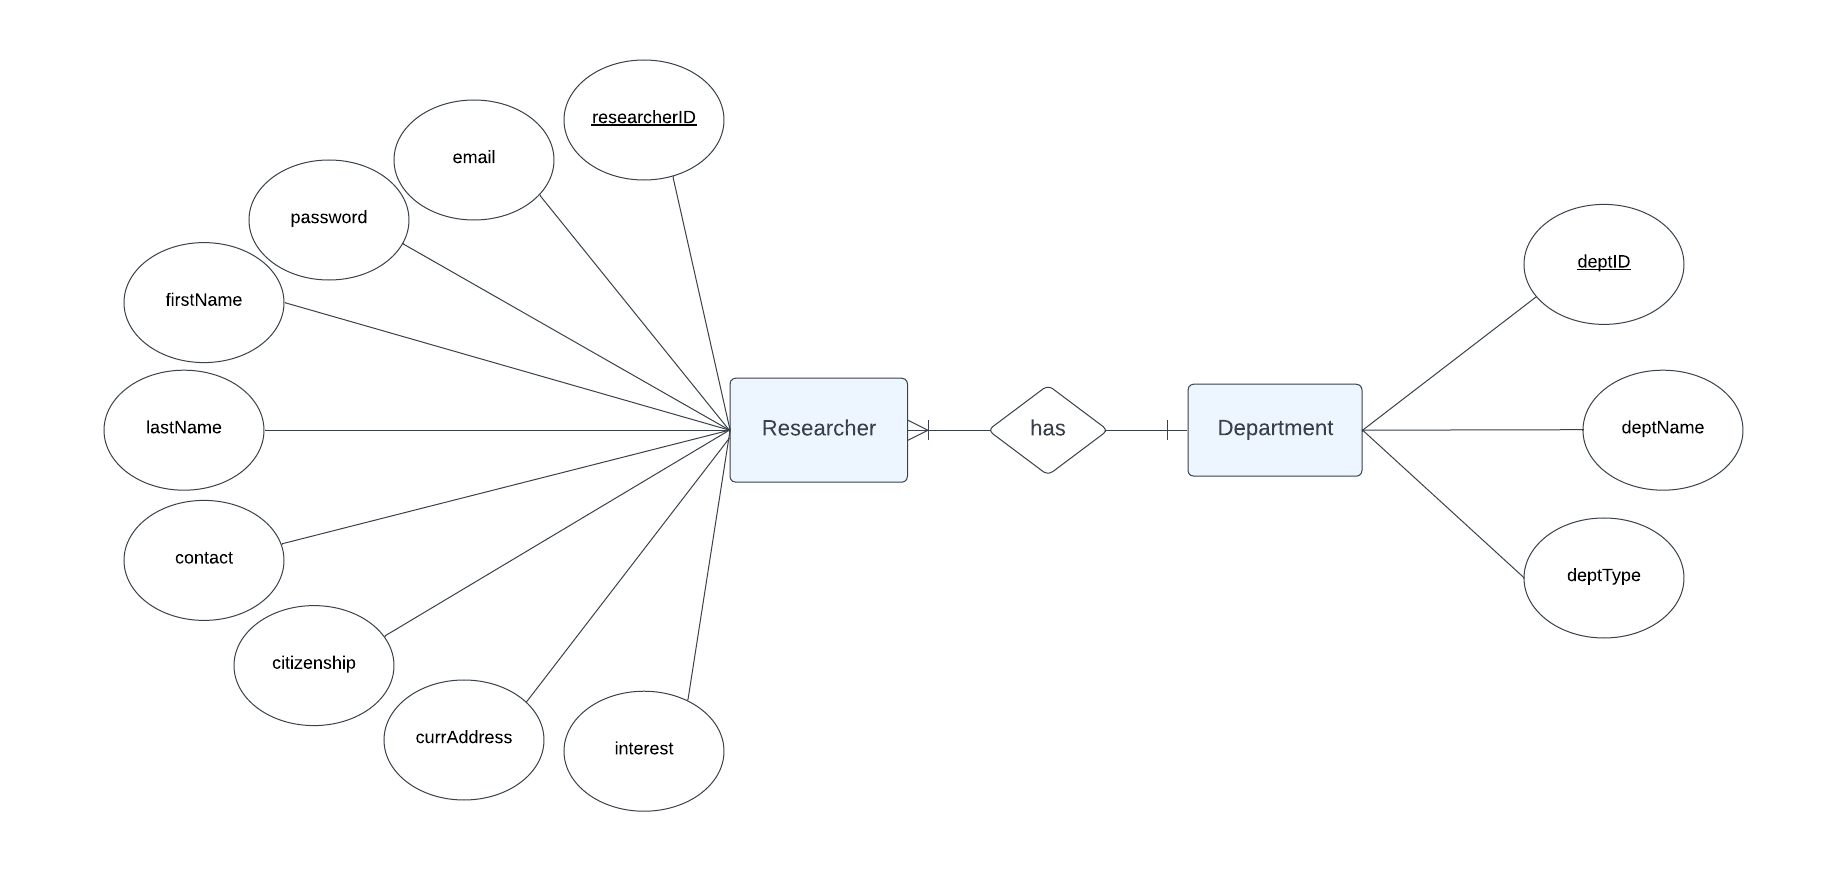 researcherID
email
password
firstName
lastName
contact
citizenship
currAddress
interest
Researcher
has
Department
deptID
deptName
deptType